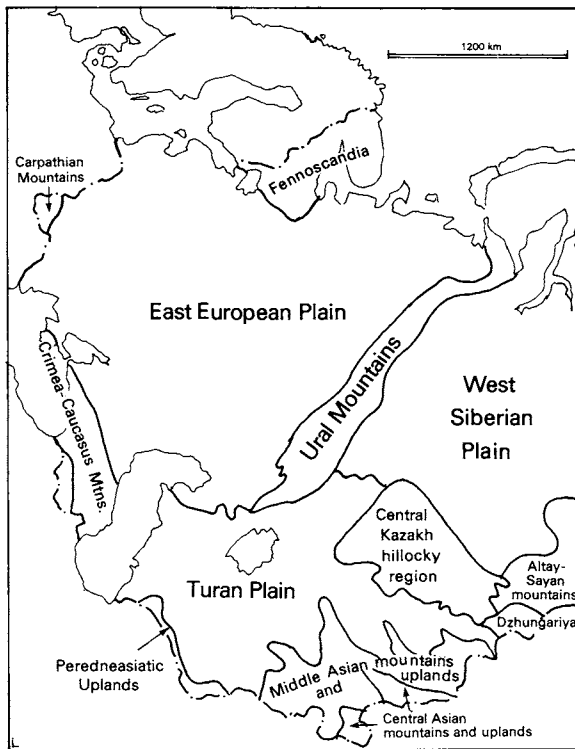 1200 km
Carpathian
Mountains
Fennoscandia
East European Plain
Crimea-Caucasus Mtns.
Ural Mountains
West
Siberian
Plain
Central
Kazakh
hillocky
region
Turan Plain
Altay-
Sayan
mountains
Dzhungariya
Peredneasiatic
Uplands
Middle Asian mountains
and uplands
Central Asian
mountains and uplands
L